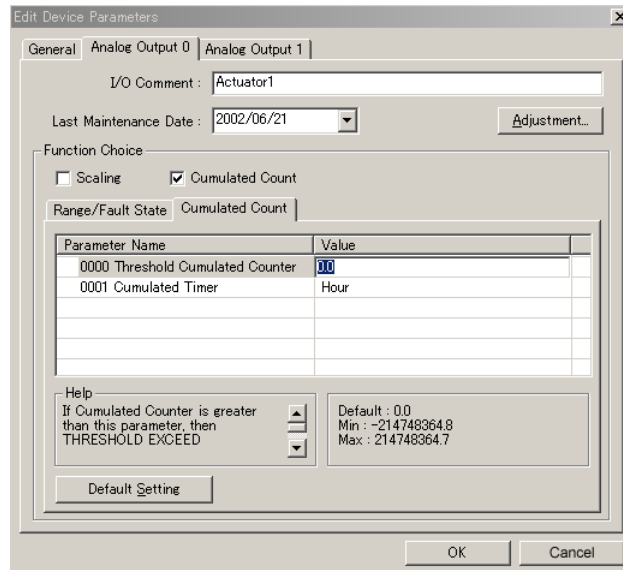 Edit Device Parameters
General Analog Output 0 Analog Output 1
I/O Comment : Actuator1
Last Maintenance Date : 2002/06/21 Adjustment...
Function Choice
Scaling Cumulated Count
Range/Fault State Cumulated Count
Parameter Name Value
0000 Threshold Cumulated Counter 0.0
0001 Cumulated Timer Hour
Help
If Cumulated Counter is greater
than this parameter, then
THRESHOLD EXCEED
Default : 0.0
Min : -214748364.8
Max : 214748364.7
Default Setting
OK Cancel